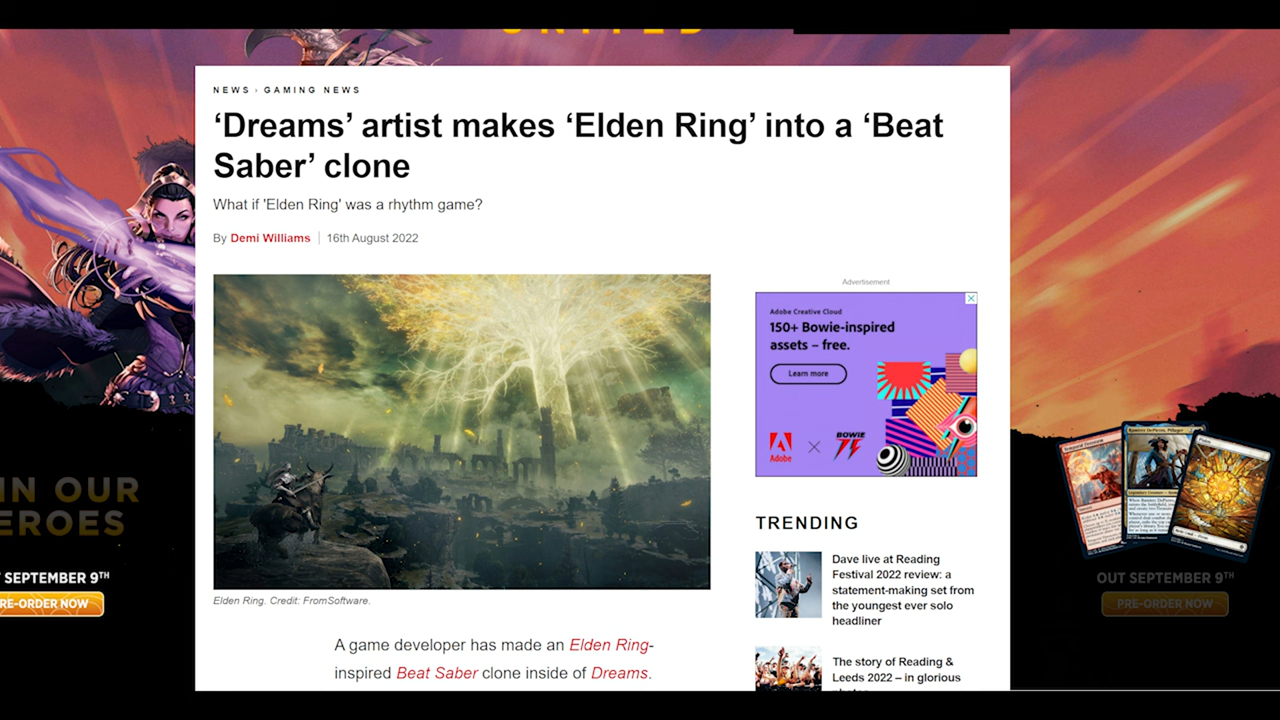 UNITED
NEWS › GAMING NEWS
‘Dreams’ artist makes ‘Elden Ring’ into a ‘Beat
Saber’ clone
What if 'Elden Ring' was a rhythm game?
By Demi Williams | 16th August 2022
Elden Ring. Credit: FromSoftware.
A game developer has made an Elden Ring-
inspired Beat Saber clone inside of Dreams.
Advertisement
Adobe Creative Cloud
150+ Bowie-inspired
assets – free.
Learn more
Adobe
BOWIE
75
TRENDING
Dave live at Reading
Festival 2022 review: a
statement-making set from
the youngest ever solo
headliner
The story of Reading &
Leeds 2022 – in glorious
IN OUR
EROES
SEPTEMBER 9TH
RE-ORDER NOW
OUT SEPTEMBER 9TH
PRE-ORDER NOW